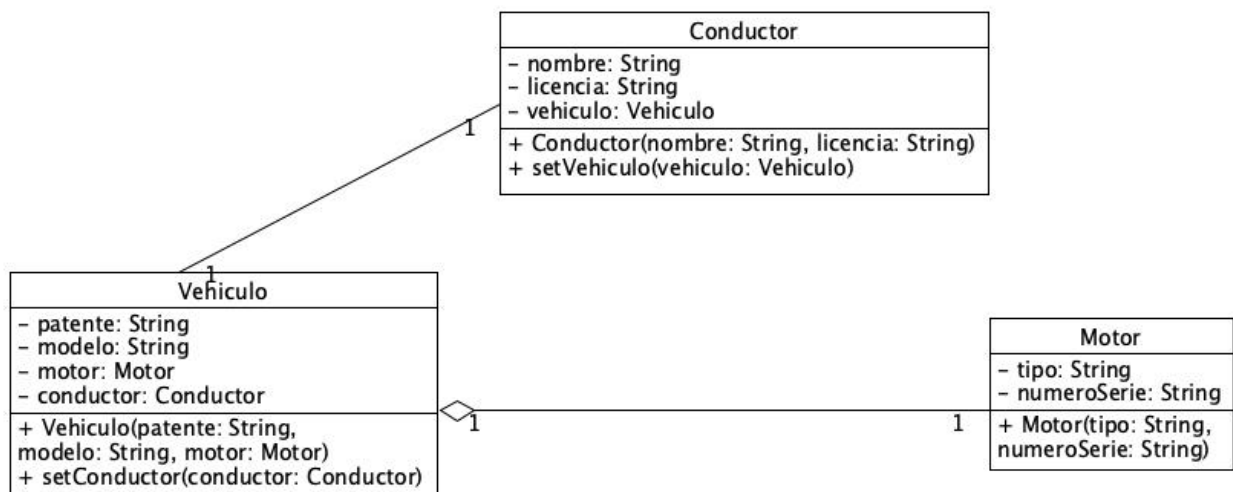 Conductor
– nombre: String
– licencia: String
– vehiculo: Vehiculo
+ Conductor(nombre: String, licencia: String)
+ setVehiculo(vehiculo: Vehiculo)
1
1
Vehiculo
– patente: String
– modelo: String
– motor: Motor
– conductor: Conductor
+ Vehiculo(patente: String,
modelo: String, motor: Motor)
+ setConductor(conductor: Conductor)
1
1
Motor
– tipo: String
– numeroSerie: String
+ Motor(tipo: String,
numeroSerie: String)